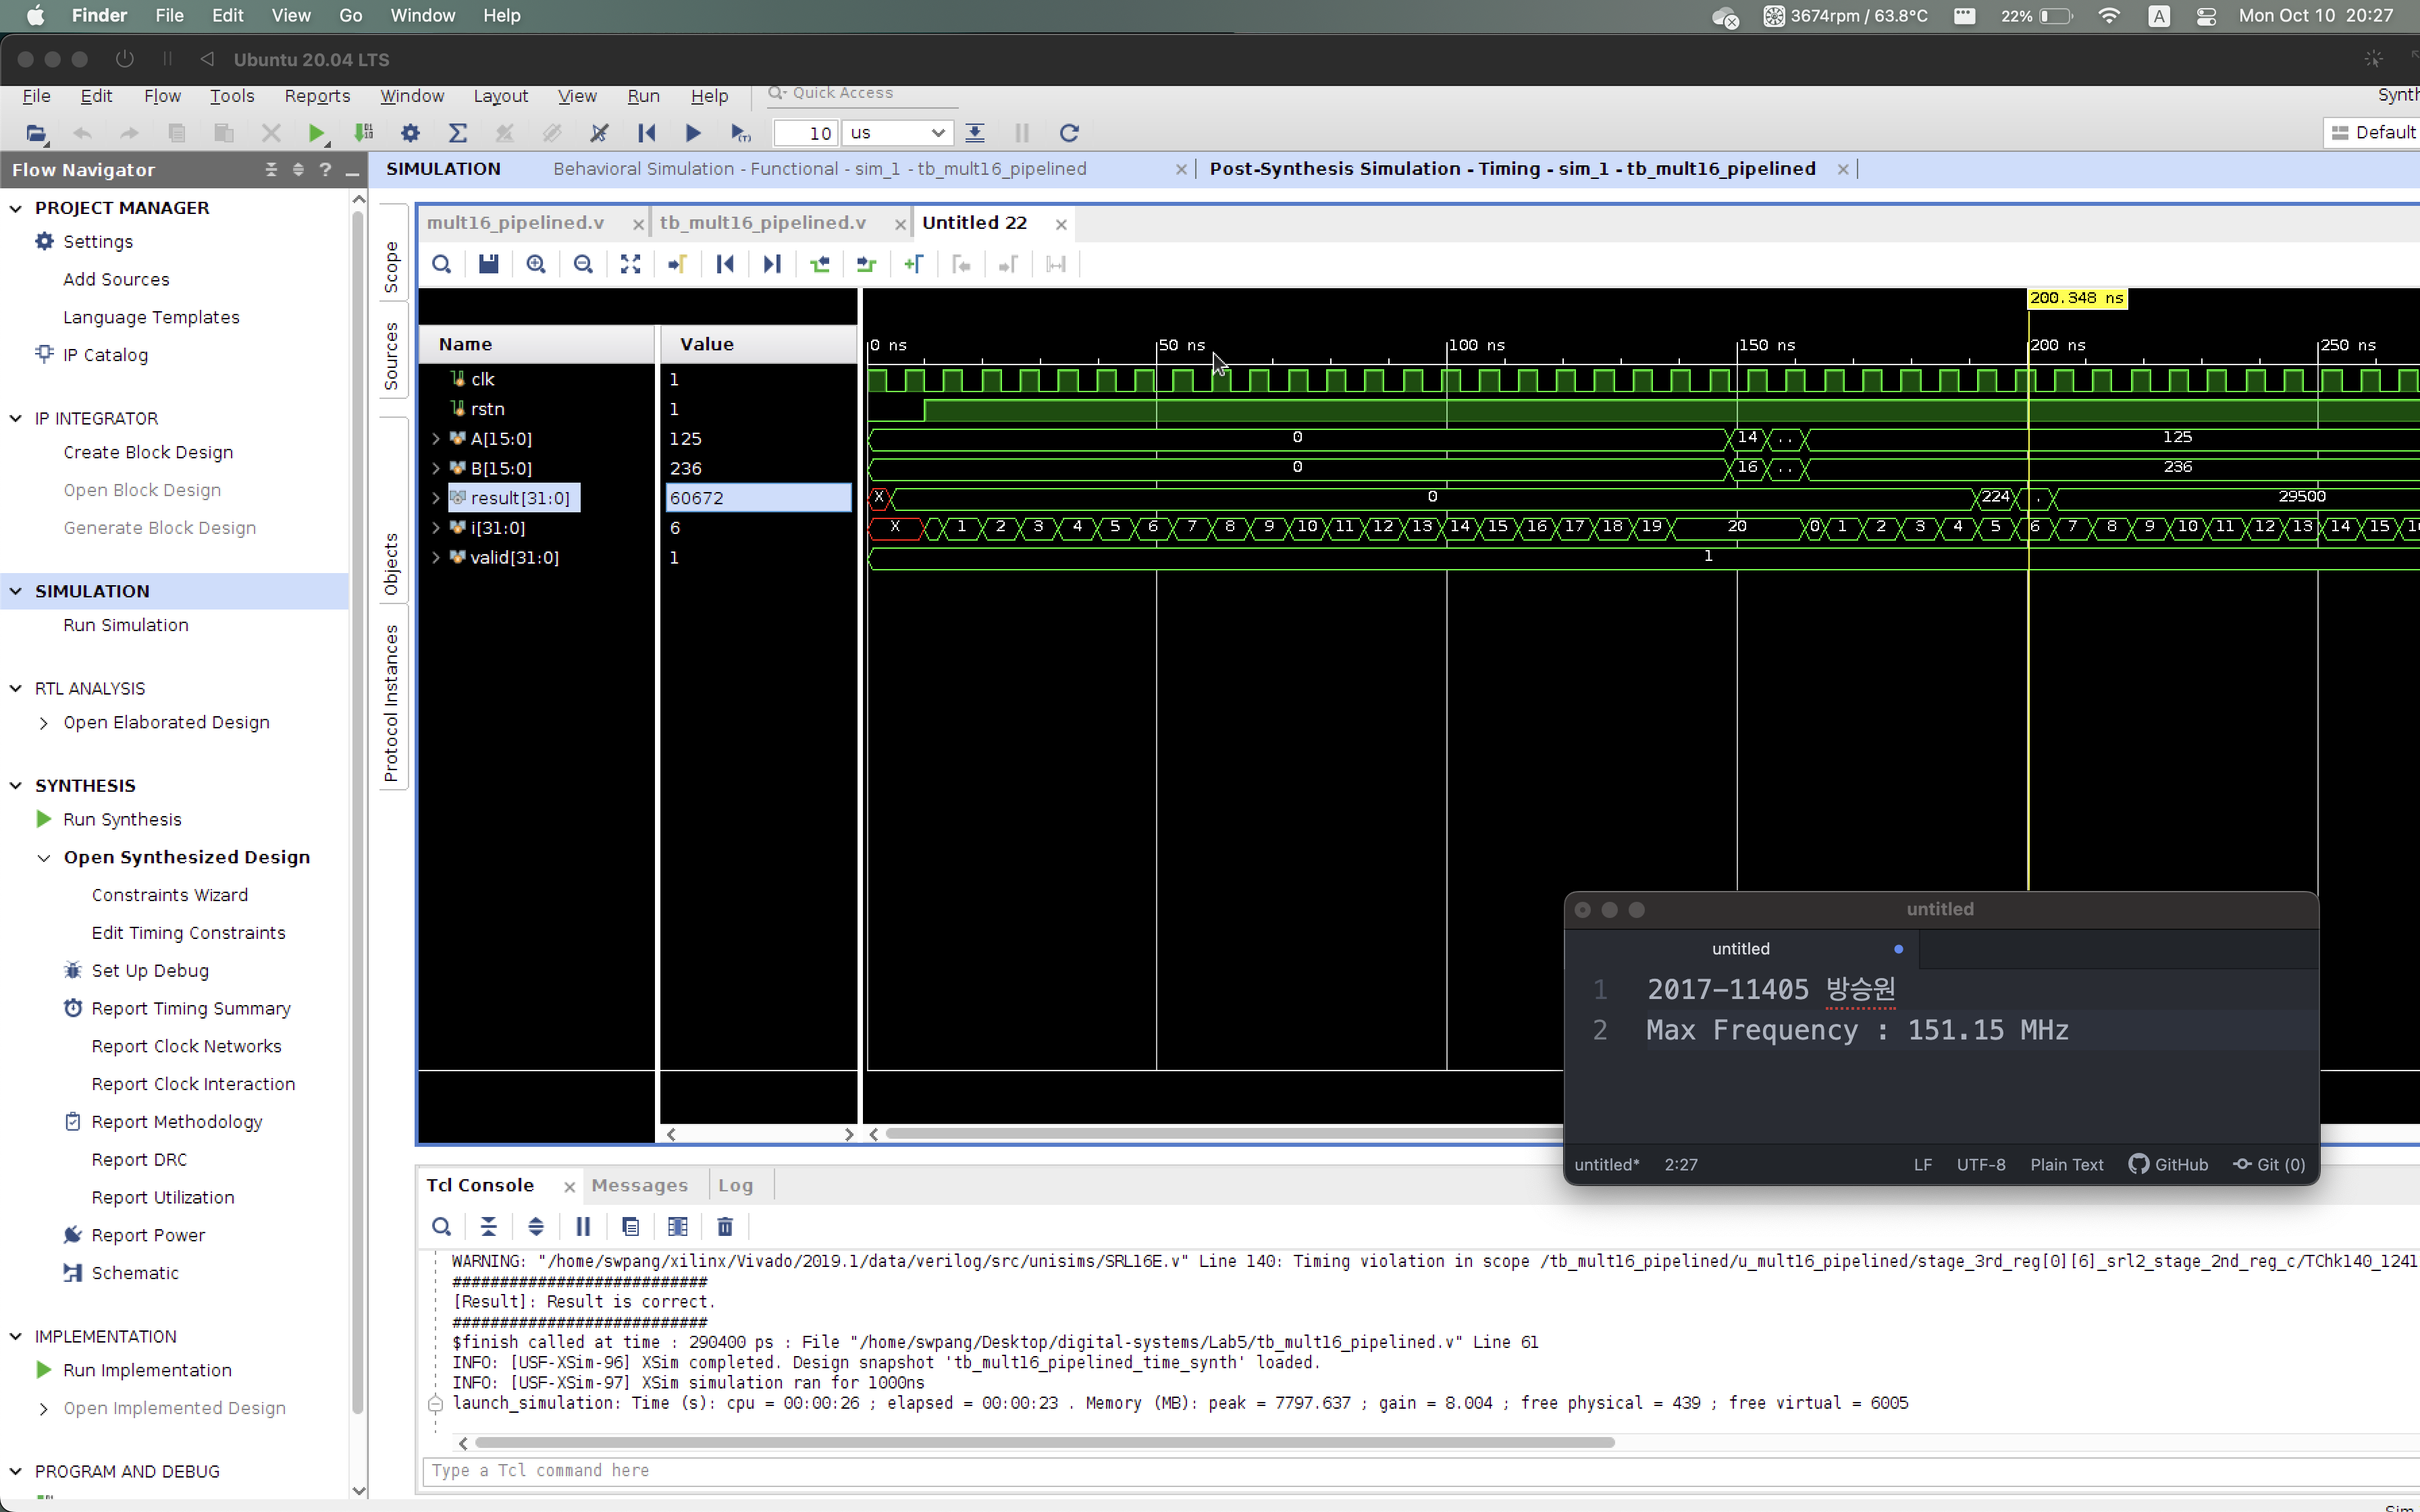 Finder File Edit View Go Window Help 3674rpm / 63.8°C 22% A Mon Oct 10 20:27
Ubuntu 20.04 LTS
File Edit Flow Tools Reports Window Layout View Run Help Quick Access
10 us Default
Flow Navigator ?
SIMULATION Behavioral Simulation - Functional - sim_1 - tb_mult16_pipelined Post-Synthesis Simulation - Timing - sim_1 - tb_mult16_pipelined
PROJECT MANAGER
Settings
Add Sources
Language Templates
IP Catalog
IP INTEGRATOR
Create Block Design
Open Block Design
Generate Block Design
SIMULATION
Run Simulation
RTL ANALYSIS
Open Elaborated Design
SYNTHESIS
Run Synthesis
Open Synthesized Design
Constraints Wizard
Edit Timing Constraints
Set Up Debug
Report Timing Summary
Report Clock Networks
Report Clock Interaction
Report Methodology
Report DRC
Report Utilization
Report Power
Schematic
IMPLEMENTATION
Run Implementation
Open Implemented Design
PROGRAM AND DEBUG
Scope
Sources
Objects
Protocol Instances
mult16_pipelined.v tb_mult16_pipelined.v Untitled 22
200.348 ns
Name Value 0 ns 50 ns 100 ns 150 ns 200 ns 250 ns
clk 1
rstn 1
A[15:0] 125 0 14 .. 125
B[15:0] 236 0 16 .. 236
result[31:0] 60672 X 0 224 . 29500
i[31:0] 6 X 1 2 3 4 5 6 7 8 9 10 11 12 13 14 15 16 17 18 19 20 0 1 2 3 4 5 6 7 8 9 10 11 12 13 14 15
valid[31:0] 1 1
untitled
untitled
1 2017-11405 방승원
2 Max Frequency : 151.15 MHz
untitled* 2:27 LF UTF-8 Plain Text GitHub Git (0)
Tcl Console Messages Log
WARNING: "/home/swpang/xilinx/Vivado/2019.1/data/verilog/src/unisims/SRL16E.v" Line 140: Timing violation in scope /tb_mult16_pipelined/u_mult16_pipelined/stage_3rd_reg[0][6]_srl2_stage_2nd_reg_c/TChk140_1241
###########################
[Result]: Result is correct.
###########################
$finish called at time : 290400 ps : File "/home/swpang/Desktop/digital-systems/Lab5/tb_mult16_pipelined.v" Line 61
INFO: [USF-XSim-96] XSim completed. Design snapshot 'tb_mult16_pipelined_time_synth' loaded.
INFO: [USF-XSim-97] XSim simulation ran for 1000ns
launch_simulation: Time (s): cpu = 00:00:26 ; elapsed = 00:00:23 . Memory (MB): peak = 7797.637 ; gain = 8.004 ; free physical = 439 ; free virtual = 6005
Type a Tcl command here